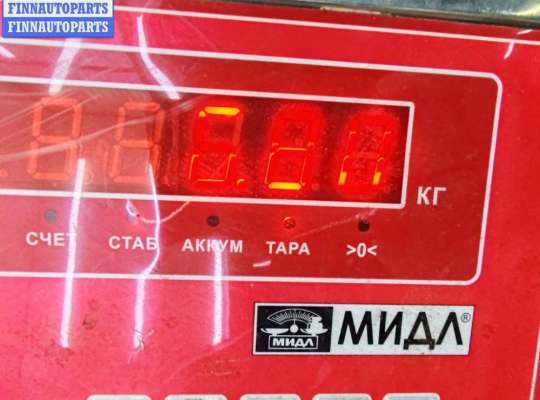 FINNAUTOPARTS
FINNAUTOPARTS
КГ
СЧЕТ СТАБ АККУМ ТАРА >0<
МИДЛ МИДЛ®